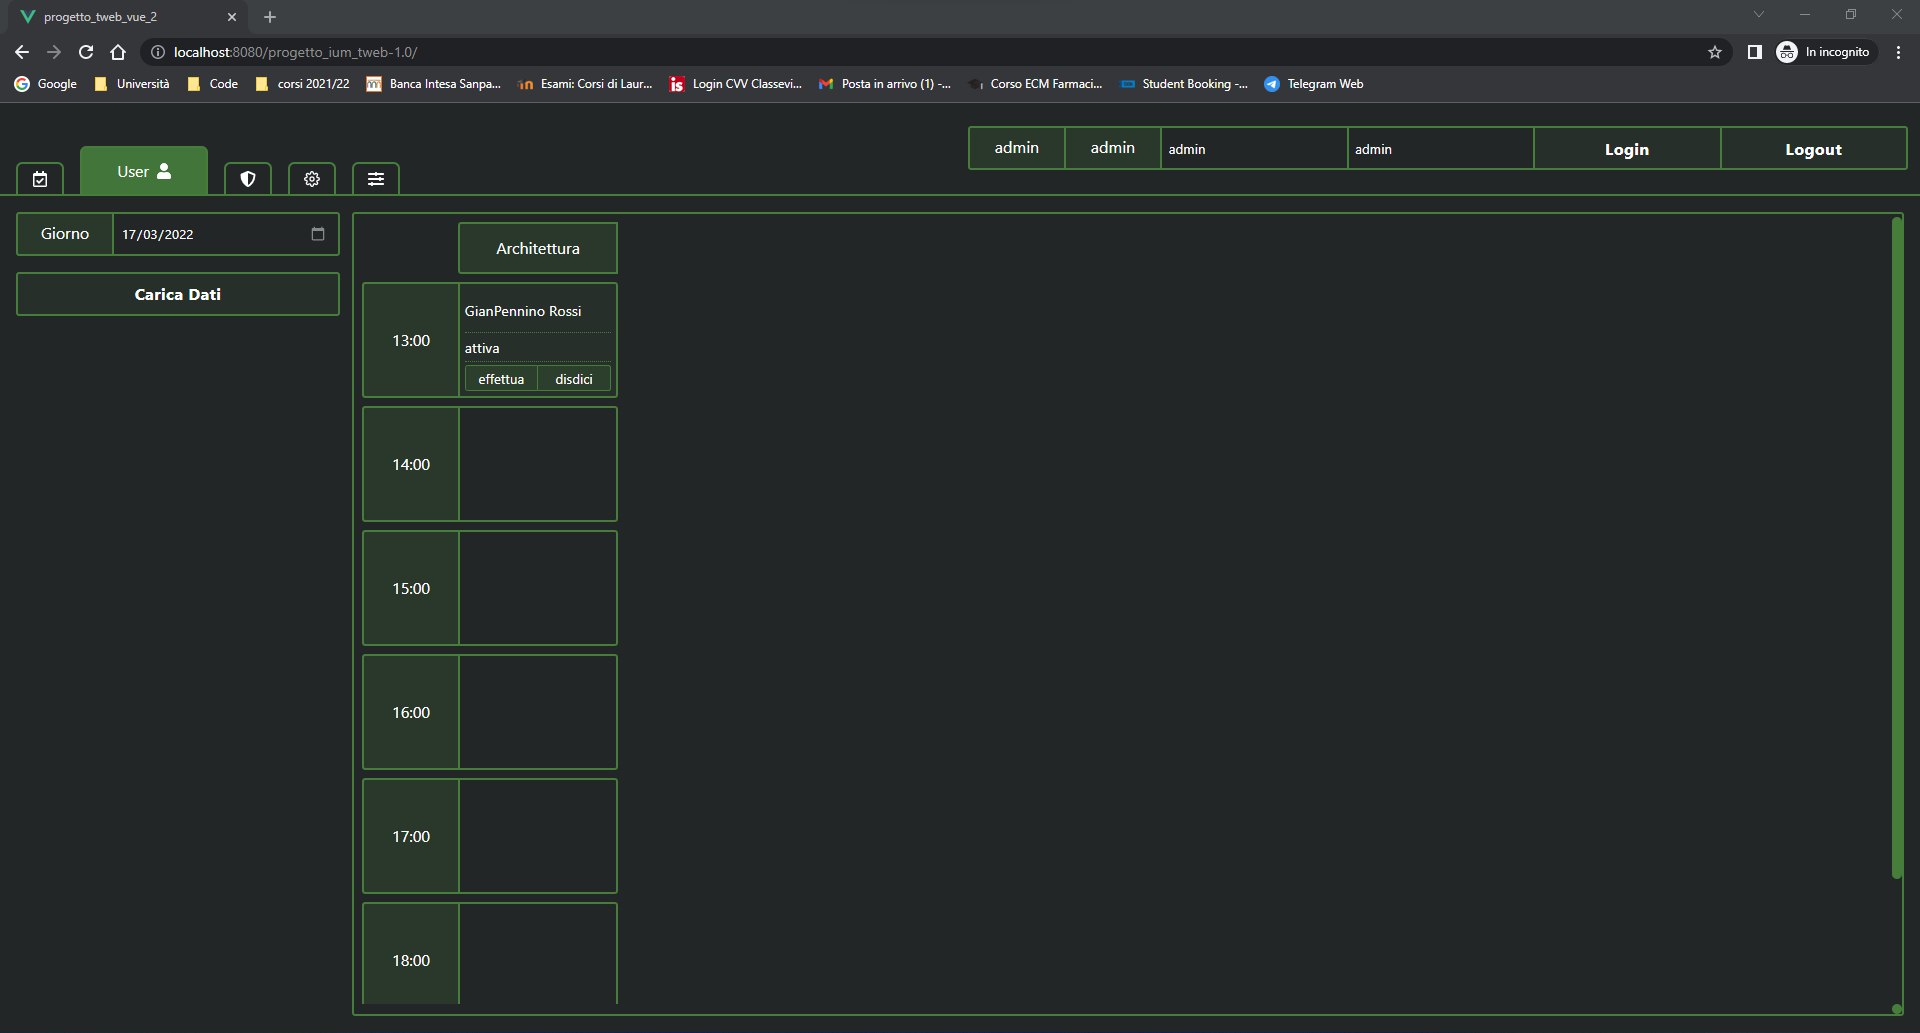 progetto_tweb_vue_2
localhost:8080/progetto_ium_tweb-1.0/
In incognito
Google Università Code corsi 2021/22 Banca Intesa Sanpa... Esami: Corsi di Laur... Login CVV Classevi... Posta in arrivo (1) -... Corso ECM Farmaci... Student Booking -... Telegram Web
admin admin admin admin Login Logout
User
Giorno 17/03/2022
Carica Dati
Architettura
13:00
GianPennino Rossi
attiva
effettua disdici
14:00
15:00
16:00
17:00
18:00